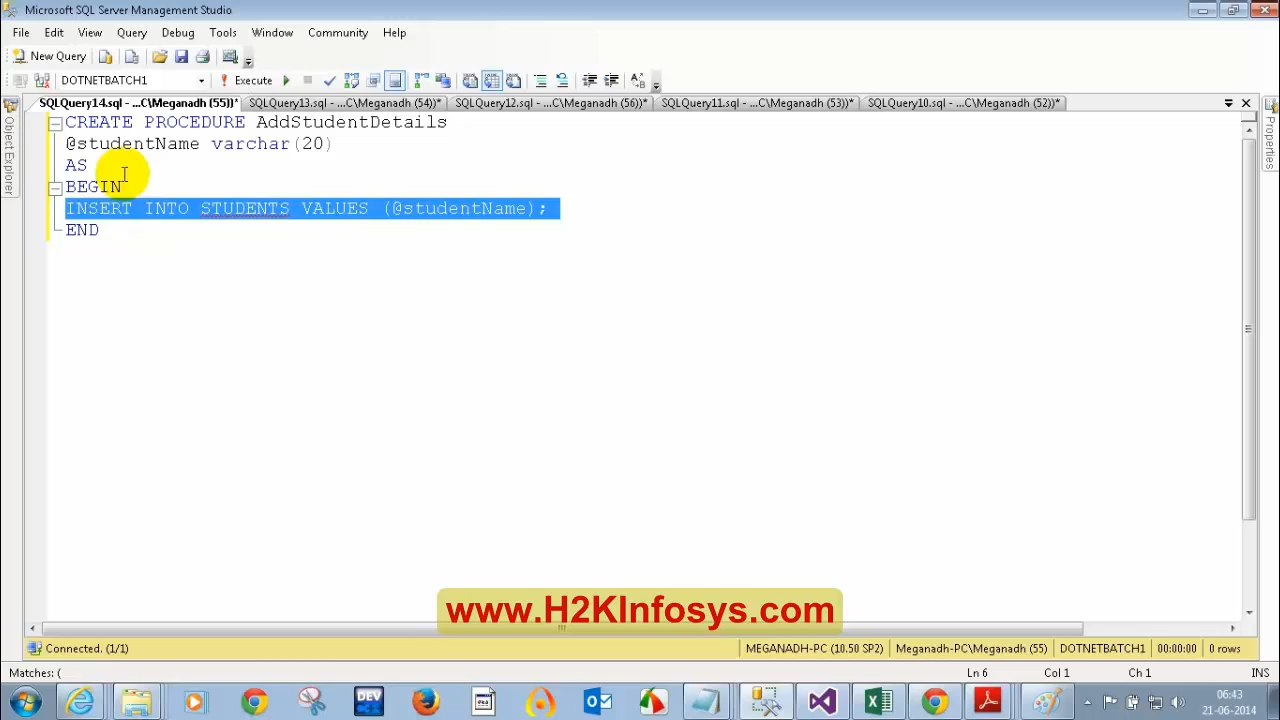 Microsoft SQL Server Management Studio
File Edit View Query Debug Tools Window Community Help
New Query
DOTNETBATCH1 Execute
SQLQuery14.sql - ...C\Meganadh (55))* SQLQuery13.sql - ...C\Meganadh (54))* SQLQuery12.sql - ...C\Meganadh (56))* SQLQuery11.sql - ...C\Meganadh (53))* SQLQuery10.sql - ...C\Meganadh (52))*
Object Explorer
Properties
CREATE PROCEDURE AddStudentDetails
@studentName varchar(20)
AS
BEGIN
INSERT INTO STUDENTS VALUES (@studentName);
END
www.H2KInfosys.com
Connected. (1/1) MEGANADH-PC (10.50 SP2) Meganadh-PC\Meganadh (55) DOTNETBATCH1 00:00:00 0 rows
Matches: ( Ln 6 Col 1 Ch 1 INS
DEV
06:43
21-06-2014